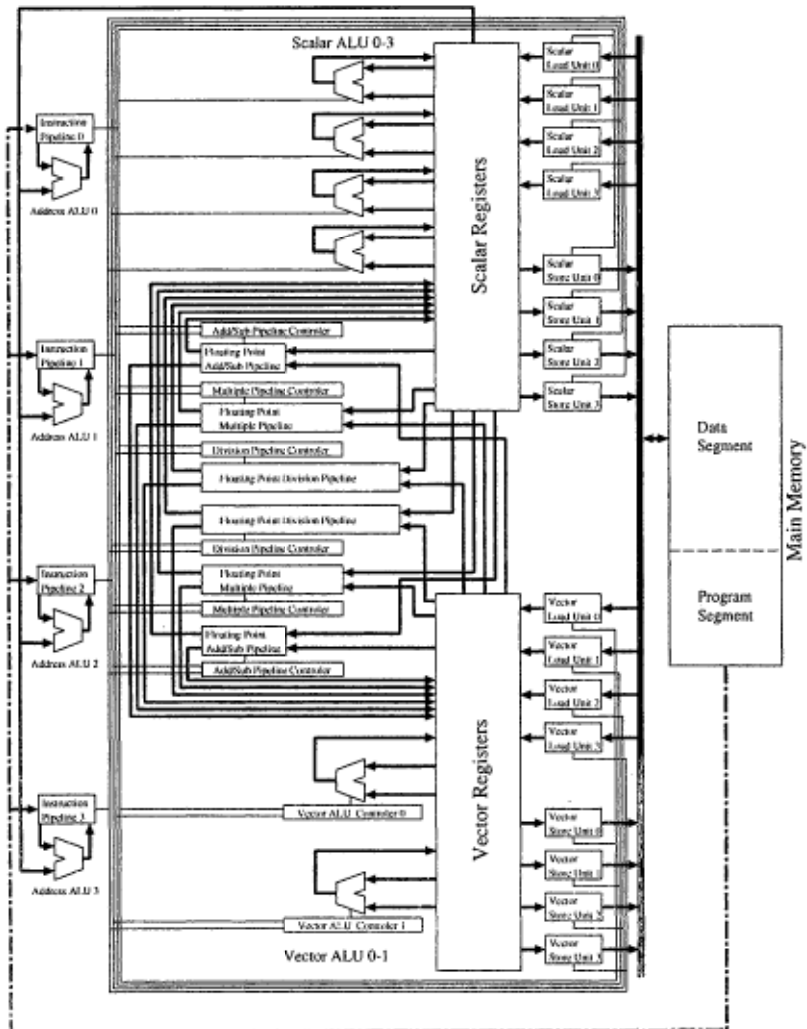 Scalar ALU 0-3
Scalar
Load Unit 0
Scalar
Load Unit 1
Scalar
Load Unit 2
Scalar
Load Unit 3
Scalar Registers
Scalar
Store Unit 0
Scalar
Store Unit 1
Scalar
Store Unit 2
Scalar
Store Unit 3
Instruction
Pipeline 0
Address ALU 0
Instruction
Pipeline 1
Address ALU 1
Instruction
Pipeline 2
Address ALU 2
Instruction
Pipeline 3
Address ALU 3
Add/Sub Pipeline Controler
Floating Point
Add/Sub Pipeline
Multiple Pipeline Controler
Floating Point
Multiple Pipeline
Division Pipeline Controler
Floating Point Division Pipeline
Floating Point Division Pipeline
Division Pipeline Controler
Floating Point
Multiple Pipeline
Multiple Pipeline Controler
Floating Point
Add/Sub Pipeline
Add/Sub Pipeline Controler
Data
Segment
Program
Segment
Main Memory
Vector
Load Unit 0
Vector
Load Unit 1
Vector
Load Unit 2
Vector
Load Unit 3
Vector Registers
Vector
Store Unit 0
Vector
Store Unit 1
Vector
Store Unit 2
Vector
Store Unit 3
Vector ALU Controler 0
Vector ALU Controler 1
Vector ALU 0-1